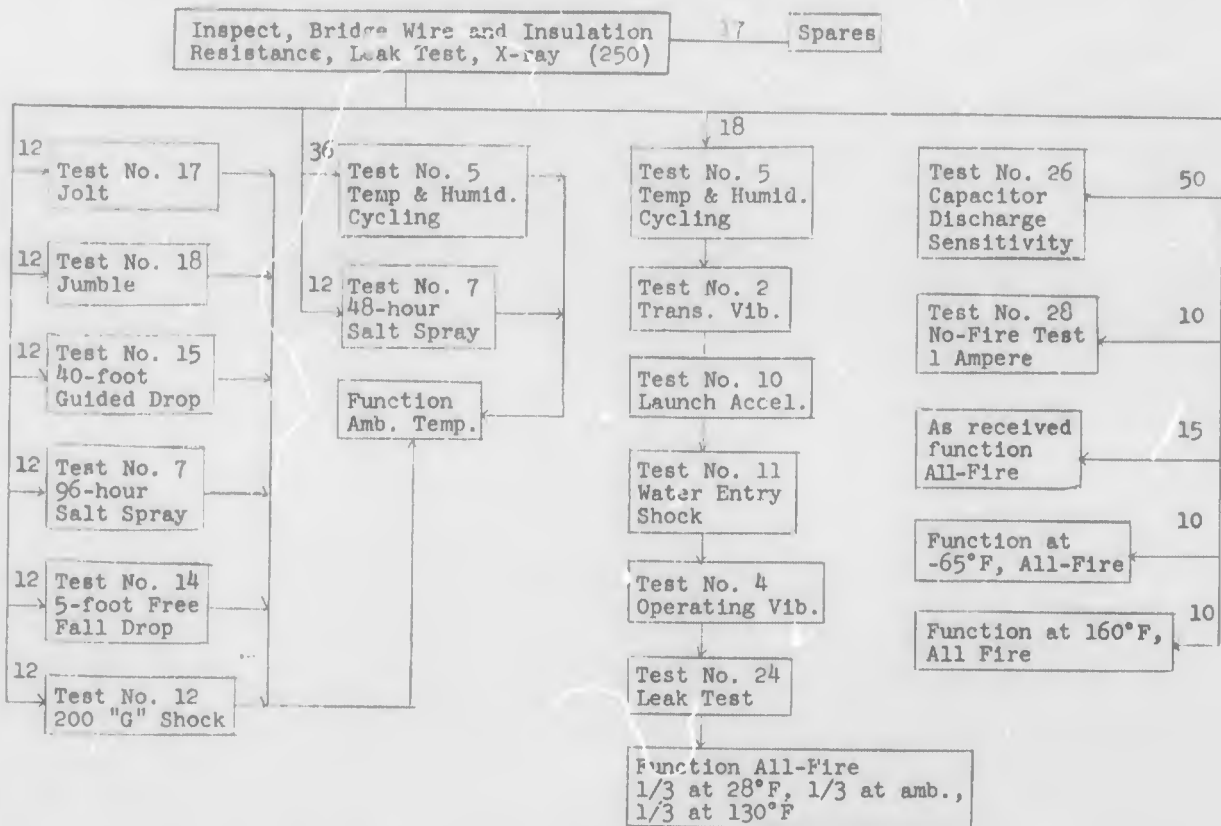 Inspect, Bridge Wire and Insulation
Resistance, Leak Test, X-ray (250)
17
Spares
12
Test No. 17
Jolt
12
Test No. 18
Jumble
12
Test No. 15
40-foot
Guided Drop
12
Test No. 7
96-hour
Salt Spray
12
Test No. 14
5-foot Free
Fall Drop
12
Test No. 12
200 "G" Shock
36
Test No. 5
Temp & Humid.
Cycling
12
Test No. 7
48-hour
Salt Spray
Function
Amb. Temp.
18
Test No. 5
Temp & Humid.
Cycling
Test No. 2
Trans. Vib.
Test No. 10
Launch Accel.
Test No. 11
Water Entry
Shock
Test No. 4
Operating Vib.
Test No. 24
Leak Test
Function All-Fire
1/3 at 28°F, 1/3 at amb.,
1/3 at 130°F
Test No. 26
Capacitor
Discharge
Sensitivity
50
Test No. 28
No-Fire Test
1 Ampere
10
As received
function
All-Fire
15
Function at
-65°F, All-Fire
10
Function at 160°F,
All Fire
10